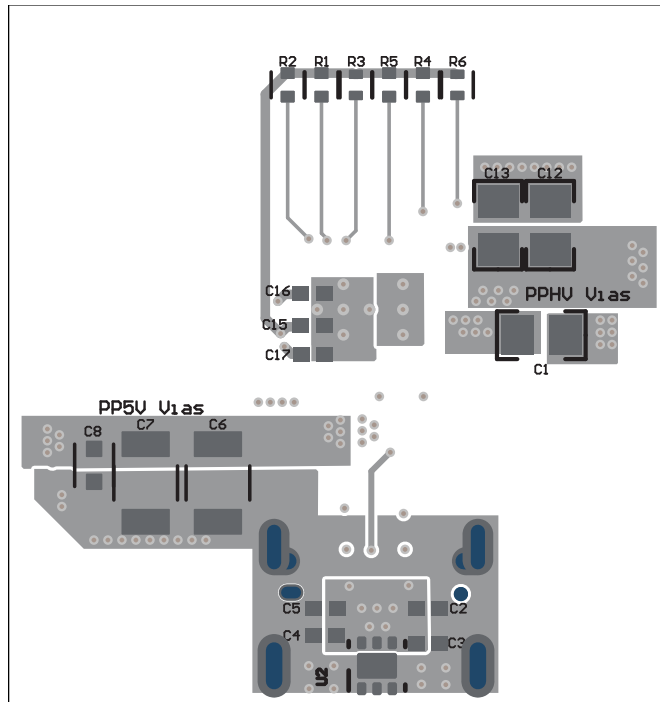 R2 R1 R3 R5 R4 R6
C13 C12
C16
PPHV Vias
C15
C17
C1
PP5V Vias
C8 C7 C6
C5 C2
C4 C3
U2